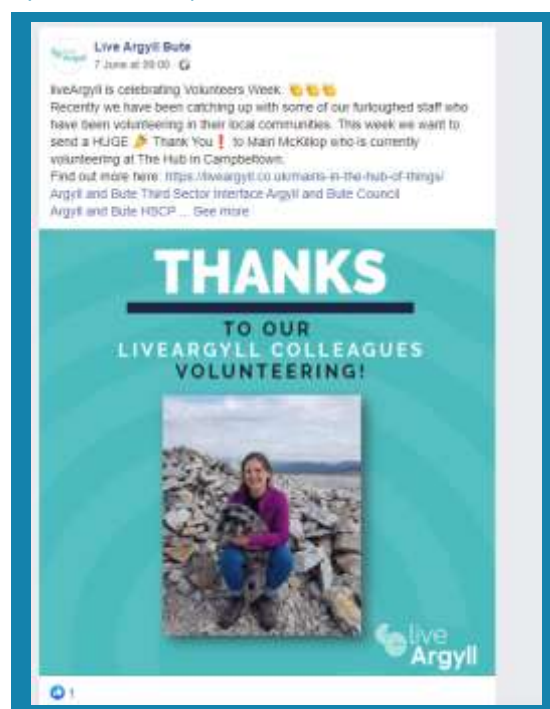 Live Argyll Bute
7 June at 09:00
liveArgyll is celebrating Volunteers Week. 👏👏👏
Recently we have been catching up with some of our furloughed staff who
have been volunteering in their local communities. This week we want to
send a HUGE 🎉 Thank You❗ to Mairi McKillop who is currently
volunteering at The Hub in Campbeltown.
Find out more here: https://liveargyll.co.uk/mairis-in-the-hub-of-things/
Argyll and Bute Third Sector Interface Argyll and Bute Council
Argyll and Bute HSCP ... See more
THANKS
TO OUR
LIVEARGYLL COLLEAGUES
VOLUNTEERING!
live
Argyll
1